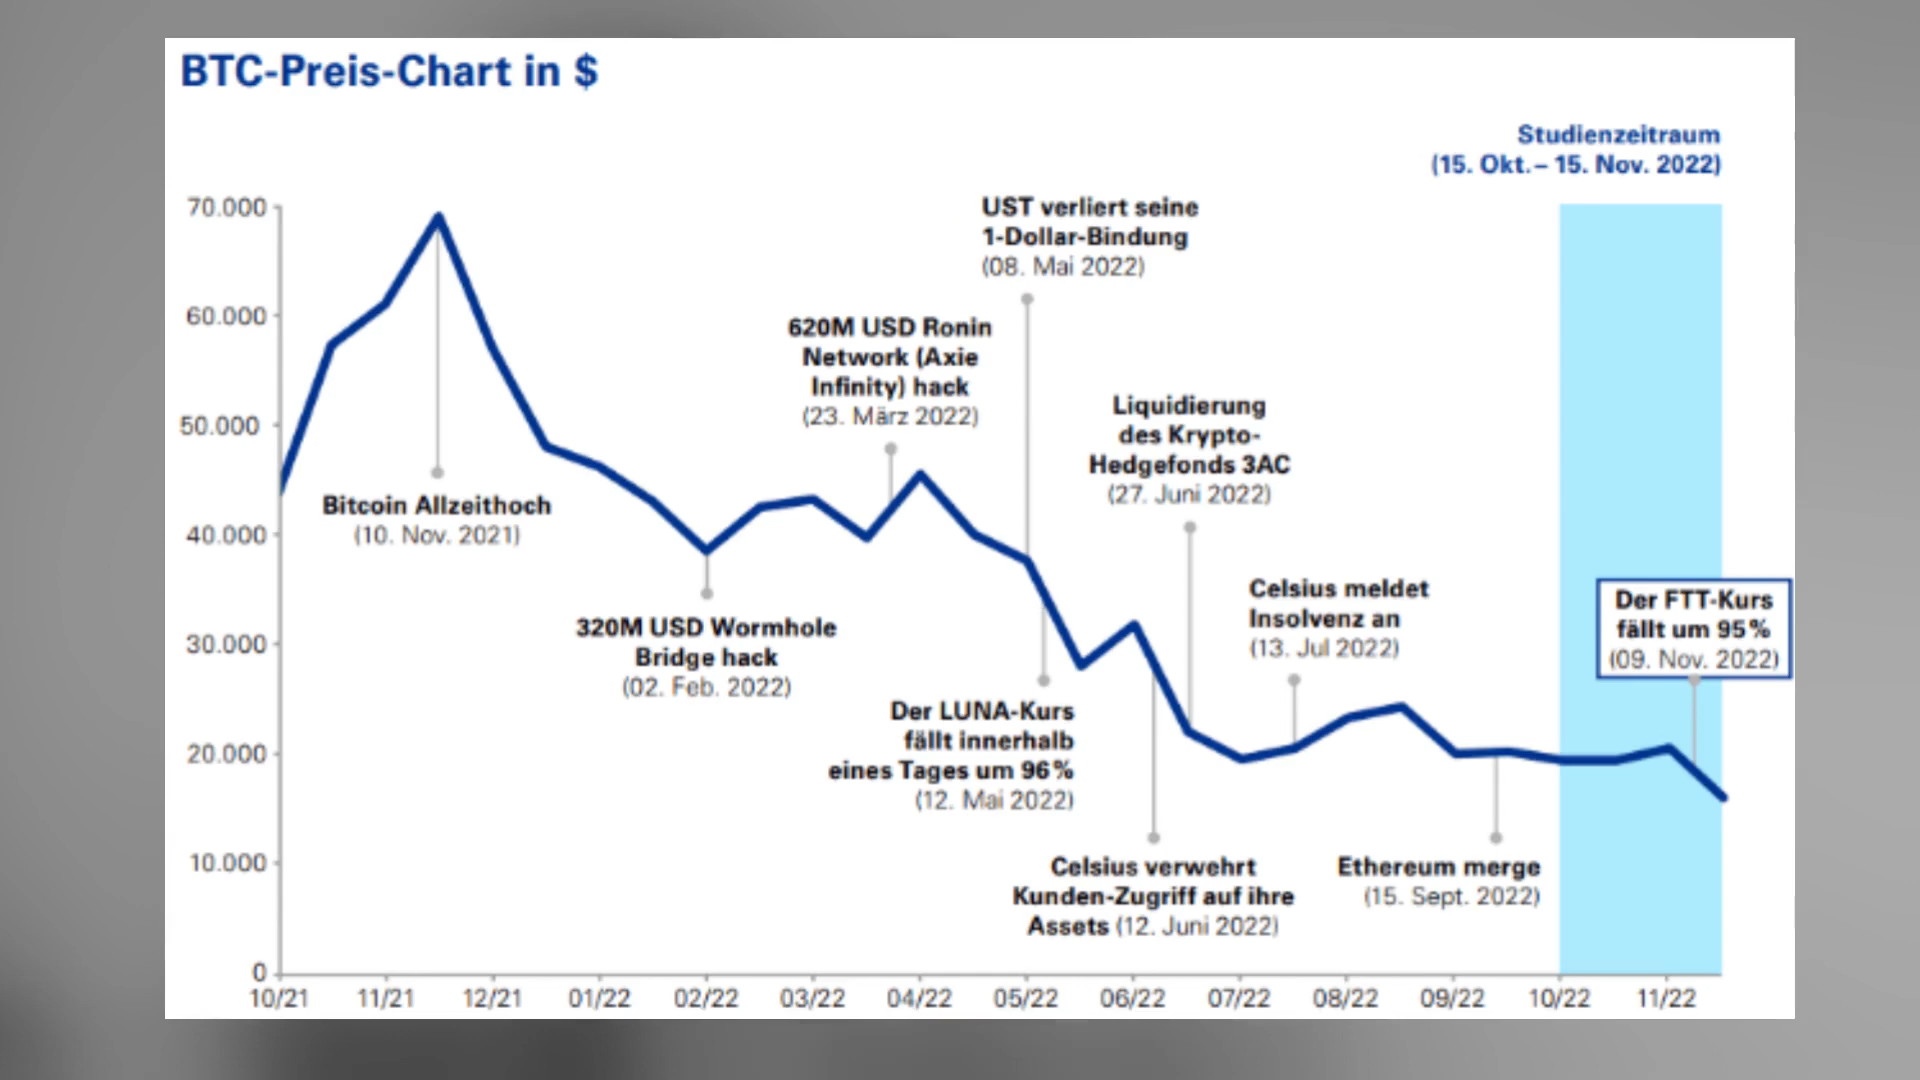 BTC-Preis-Chart in $
Studienzeitraum
(15. Okt. – 15. Nov. 2022)
70.000
60.000
50.000
40.000
30.000
20.000
10.000
0
Bitcoin Allzeithoch
(10. Nov. 2021)
320M USD Wormhole
Bridge hack
(02. Feb. 2022)
620M USD Ronin
Network (Axie
Infinity) hack
(23. März 2022)
UST verliert seine
1-Dollar-Bindung
(08. Mai 2022)
Der LUNA-Kurs
fällt innerhalb
eines Tages um 96%
(12. Mai 2022)
Celsius verwehrt
Kunden-Zugriff auf ihre
Assets (12. Juni 2022)
Liquidierung
des Krypto-
Hedgefonds 3AC
(27. Juni 2022)
Celsius meldet
Insolvenz an
(13. Jul 2022)
Ethereum merge
(15. Sept. 2022)
Der FTT-Kurs
fällt um 95%
(09. Nov. 2022)
10/21 11/21 12/21 01/22 02/22 03/22 04/22 05/22 06/22 07/22 08/22 09/22 10/22 11/22